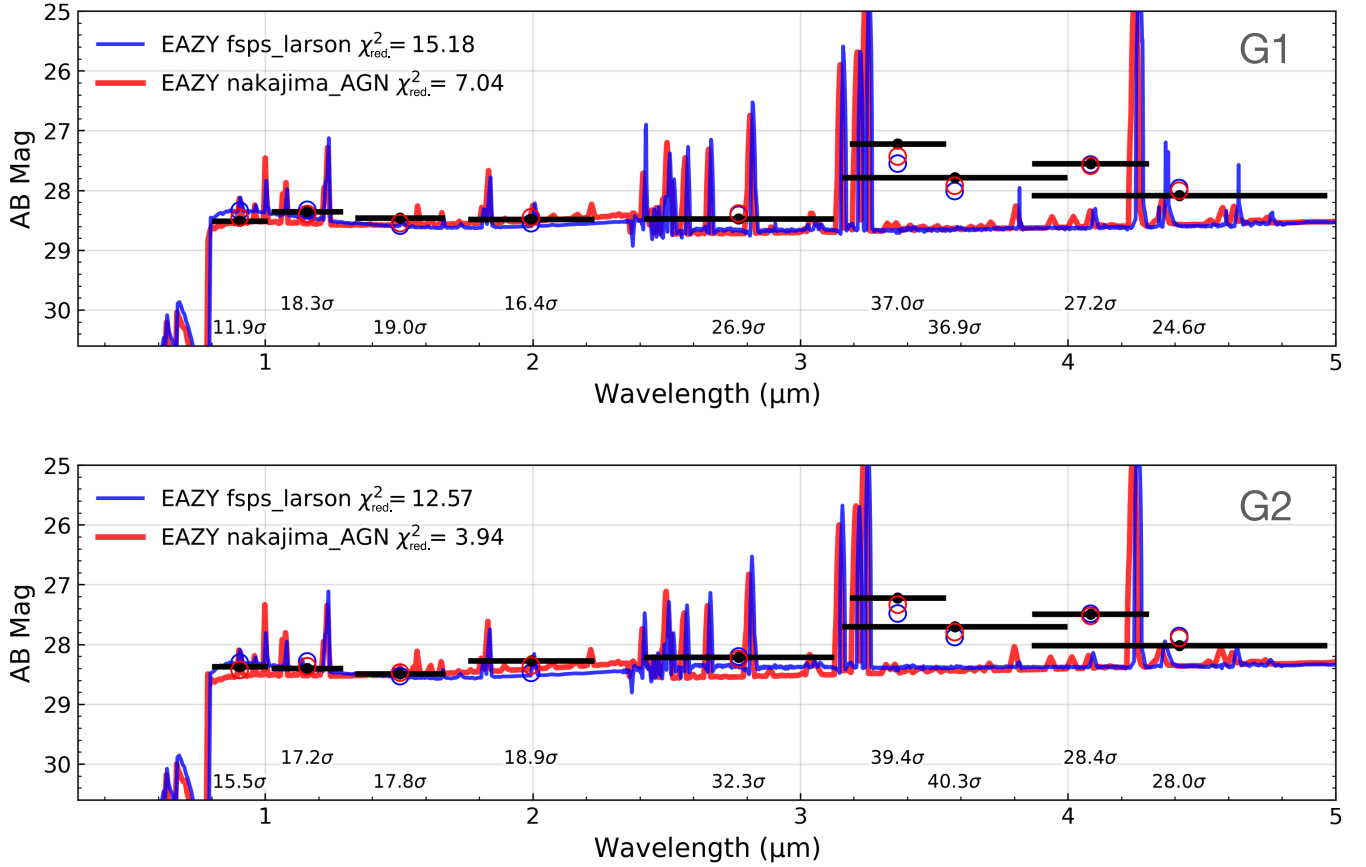 25
26
27
28
29
30
AB Mag
EAZY fsps_larson χ²red.= 15.18
EAZY nakajima_AGN χ²red.= 7.04
G1
18.3σ 16.4σ 37.0σ 27.2σ
11.9σ 19.0σ 26.9σ 36.9σ 24.6σ
1 2 3 4 5
Wavelength (μm)
25
26
27
28
29
30
AB Mag
EAZY fsps_larson χ²red.= 12.57
EAZY nakajima_AGN χ²red.= 3.94
G2
17.2σ 18.9σ 39.4σ 28.4σ
15.5σ 17.8σ 32.3σ 40.3σ 28.0σ
1 2 3 4 5
Wavelength (μm)